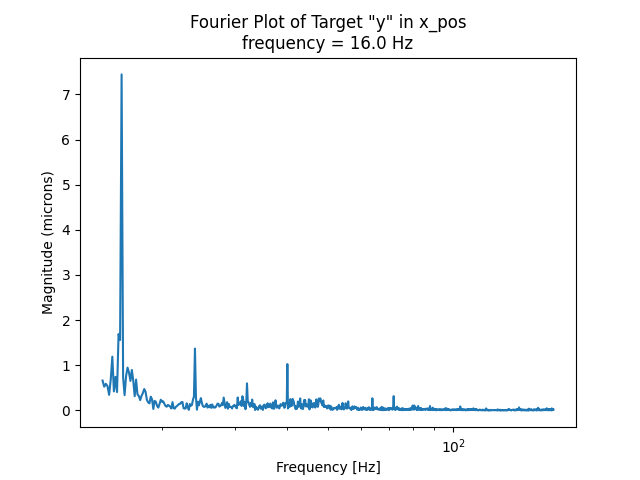 Fourier Plot of Target "y" in x_pos
frequency = 16.0 Hz
7
6
5
4
3
2
1
0
Magnitude (microns)
10²
Frequency [Hz]